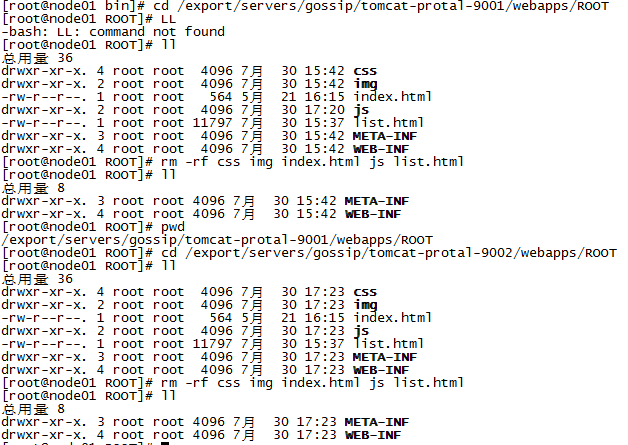 [root@node01 bin]# cd /export/servers/gossip/tomcat-protal-9001/webapps/ROOT
[root@node01 ROOT]# LL
-bash: LL: command not found
[root@node01 ROOT]# ll
总用量 36
drwxr-xr-x. 4 root root  4096 7月  30 15:42 css
drwxr-xr-x. 2 root root  4096 7月  30 15:42 img
-rw-r--r--. 1 root root   564 5月  21 16:15 index.html
drwxr-xr-x. 2 root root  4096 7月  30 17:20 js
-rw-r--r--. 1 root root 11797 7月  30 15:37 list.html
drwxr-xr-x. 3 root root  4096 7月  30 15:42 META-INF
drwxr-xr-x. 4 root root  4096 7月  30 15:42 WEB-INF
[root@node01 ROOT]# rm -rf css img index.html js list.html
[root@node01 ROOT]# ll
总用量 8
drwxr-xr-x. 3 root root 4096 7月  30 15:42 META-INF
drwxr-xr-x. 4 root root 4096 7月  30 15:42 WEB-INF
[root@node01 ROOT]# pwd
/export/servers/gossip/tomcat-protal-9001/webapps/ROOT
[root@node01 ROOT]# cd /export/servers/gossip/tomcat-protal-9002/webapps/ROOT
[root@node01 ROOT]# ll
总用量 36
drwxr-xr-x. 4 root root  4096 7月  30 17:23 css
drwxr-xr-x. 2 root root  4096 7月  30 17:23 img
-rw-r--r--. 1 root root   564 5月  21 16:15 index.html
drwxr-xr-x. 2 root root  4096 7月  30 17:23 js
-rw-r--r--. 1 root root 11797 7月  30 15:37 list.html
drwxr-xr-x. 3 root root  4096 7月  30 17:23 META-INF
drwxr-xr-x. 4 root root  4096 7月  30 17:23 WEB-INF
[root@node01 ROOT]# rm -rf css img index.html js list.html
[root@node01 ROOT]# ll
总用量 8
drwxr-xr-x. 3 root root 4096 7月  30 17:23 META-INF
drwxr-xr-x. 4 root root 4096 7月  30 17:23 WEB-INF